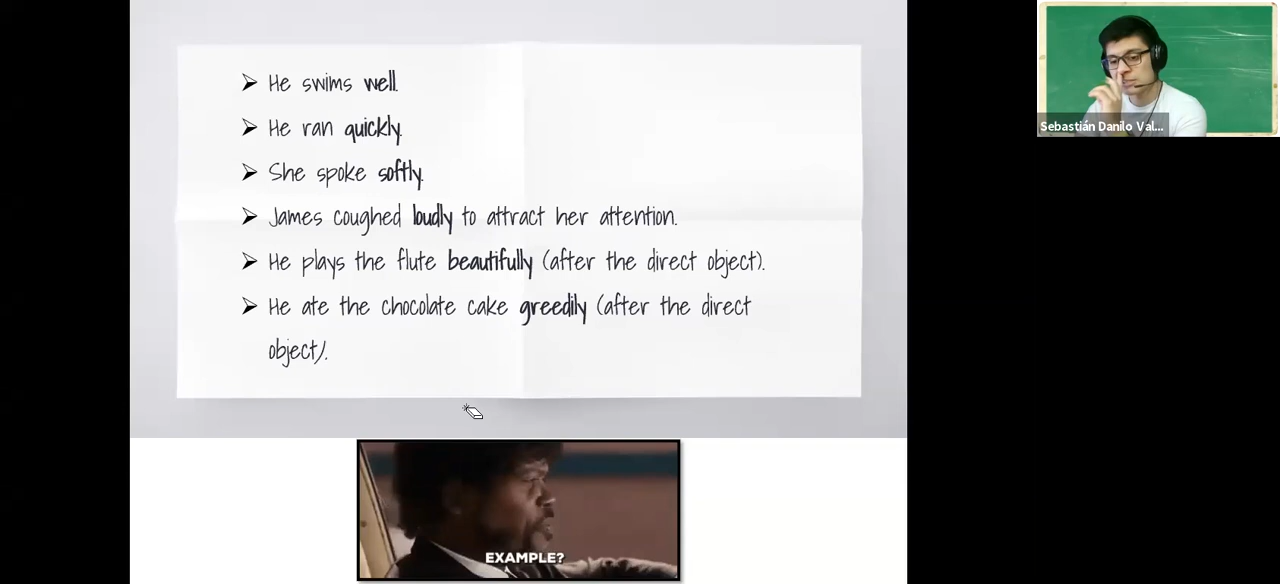 ➢ He swims well.
➢ He ran quickly.
➢ She spoke softly.
➢ James coughed loudly to attract her attention.
➢ He plays the flute beautifully (after the direct object).
➢ He ate the chocolate cake greedily (after the direct
object).
Sebastián Danilo Val...
EXAMPLE?